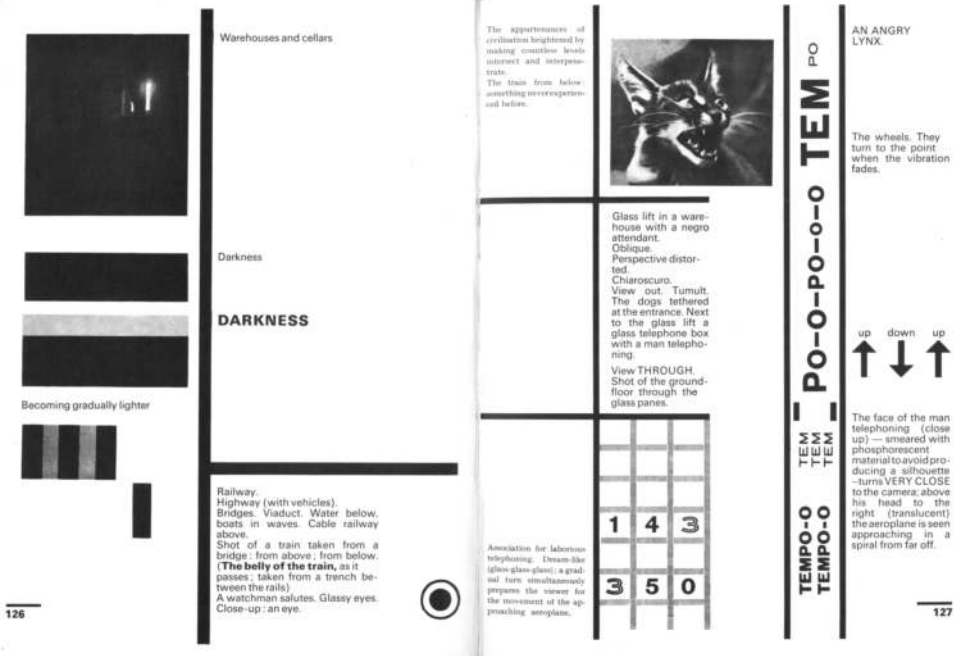 Warehouses and cellars
Darkness
DARKNESS
Becoming gradually lighter
Railway.
Highway (with vehicles).
Bridges. Viaduct. Water below,
boats in waves. Cable railway
above.
Shot of a train taken from a
bridge : from above ; from below.
(The belly of the train, as it
passes ; taken from a trench be-
tween the rails)
A watchman salutes. Glassy eyes.
Close-up : an eye.
126
The appurtenances of
civilisation heightened by
making countless levels
intersect and interpene-
trate.
The train from below:
something never experien-
ced before.
Glass lift in a ware-
house with a negro
attendant.
Oblique.
Perspective distor-
ted.
Chiaroscuro.
View out. Tumult.
The dogs tethered
at the entrance. Next
to the glass lift a
glass telephone box
with a man telepho-
ning.
View THROUGH.
Shot of the ground-
floor through the
glass panes.
Association for laborious
telephoning. Dream-like
(glass-glass-glass); a grad-
ual turn simultaneously
prepares the viewer for
the movement of the ap-
proaching aeroplane.
1 4 3
3 5 0
TEMPO-O
TEMPO-O
TEM
TEM
TEM
Po-O-PO-o-o
TEM
PO
AN ANGRY
LYNX.
The wheels. They
turn to the point
when the vibration
fades.
up down up
The face of the man
telephoning (close
up) — smeared with
phosphorescent
material to avoid pro-
ducing a silhouette
–turns VERY CLOSE
to the camera; above
his head to the
right (translucent)
the aeroplane is seen
approaching in a
spiral from far off.
127